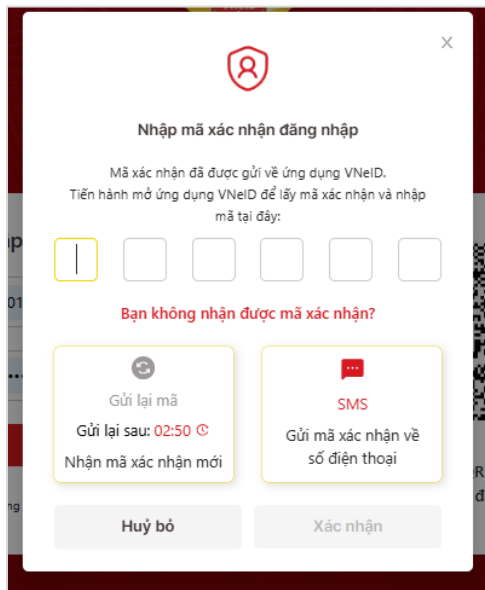 Nhập mã xác nhận đăng nhập
Mã xác nhận đã được gửi về ứng dụng VNeID.
Tiến hành mở ứng dụng VNeID để lấy mã xác nhận và nhập
mã tại đây:
Bạn không nhận được mã xác nhận?
Gửi lại mã
Gửi lại sau: 02:50
Nhận mã xác nhận mới
SMS
Gửi mã xác nhận về
số điện thoại
Huỷ bỏ
Xác nhận